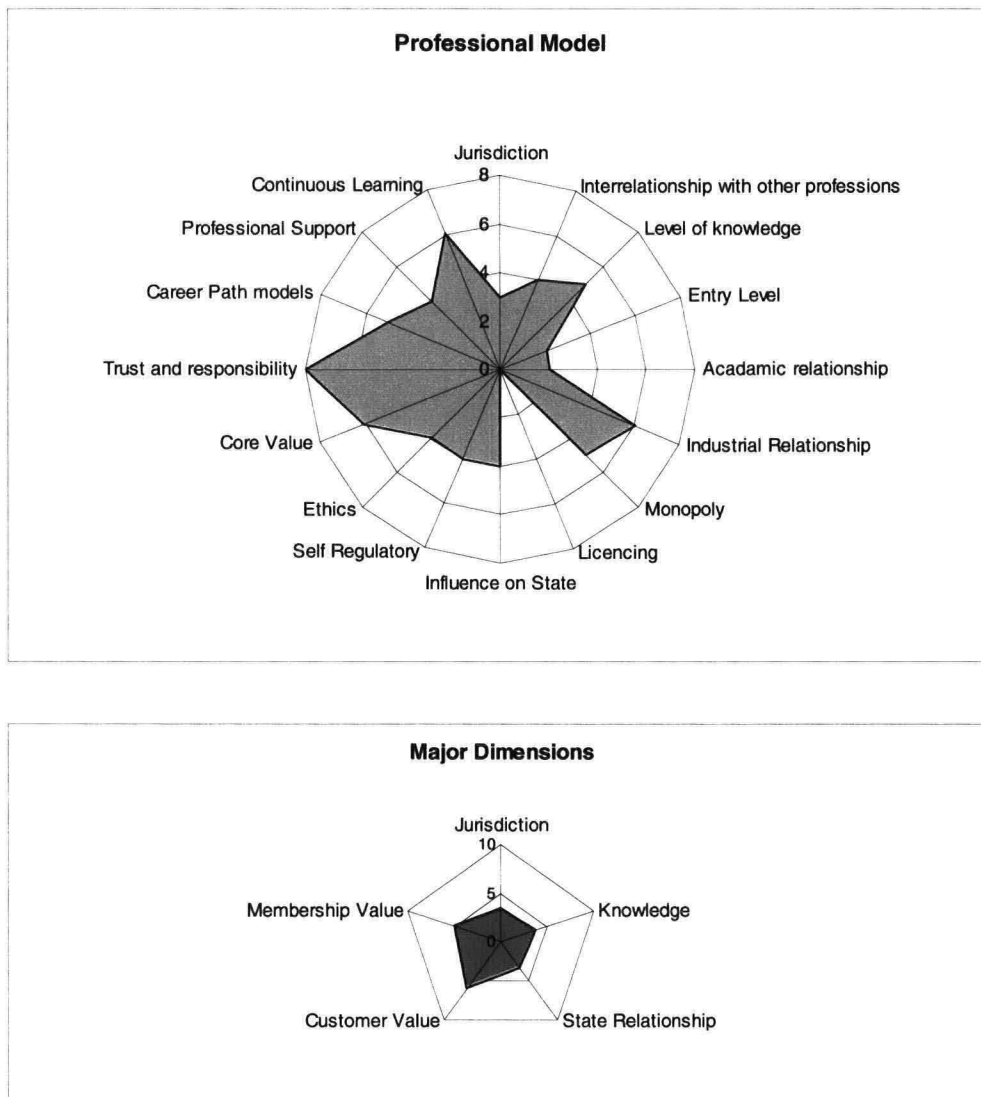 Professional Model
Jurisdiction
8
Continuous Learning
Interrelationship with other professions
6
Professional Support
Level of knowledge
4
Career Path models
Entry Level
2
Trust and responsibility
0
Acadamic relationship
Core Value
Industrial Relationship
Ethics
Monopoly
Self Regulatory
Licencing
Influence on State
Major Dimensions
Jurisdiction
10
5
Membership Value
Knowledge
0
Customer Value
State Relationship